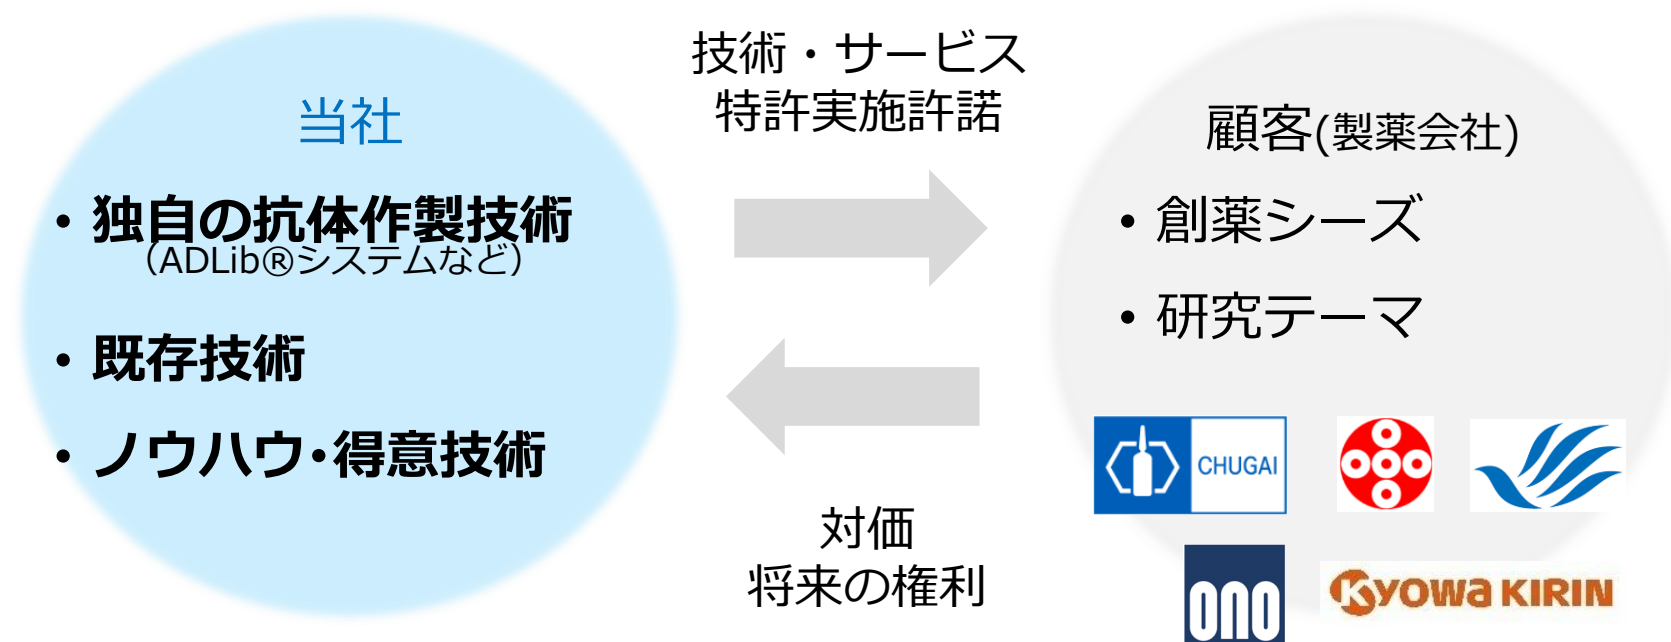 当社
・独自の抗体作製技術
（ADLib®システムなど）
・既存技術
・ノウハウ・得意技術
技術・サービス
特許実施許諾
対価
将来の権利
顧客(製薬会社)
・創薬シーズ
・研究テーマ
CHUGAI
ono
Kyowa KIRIN